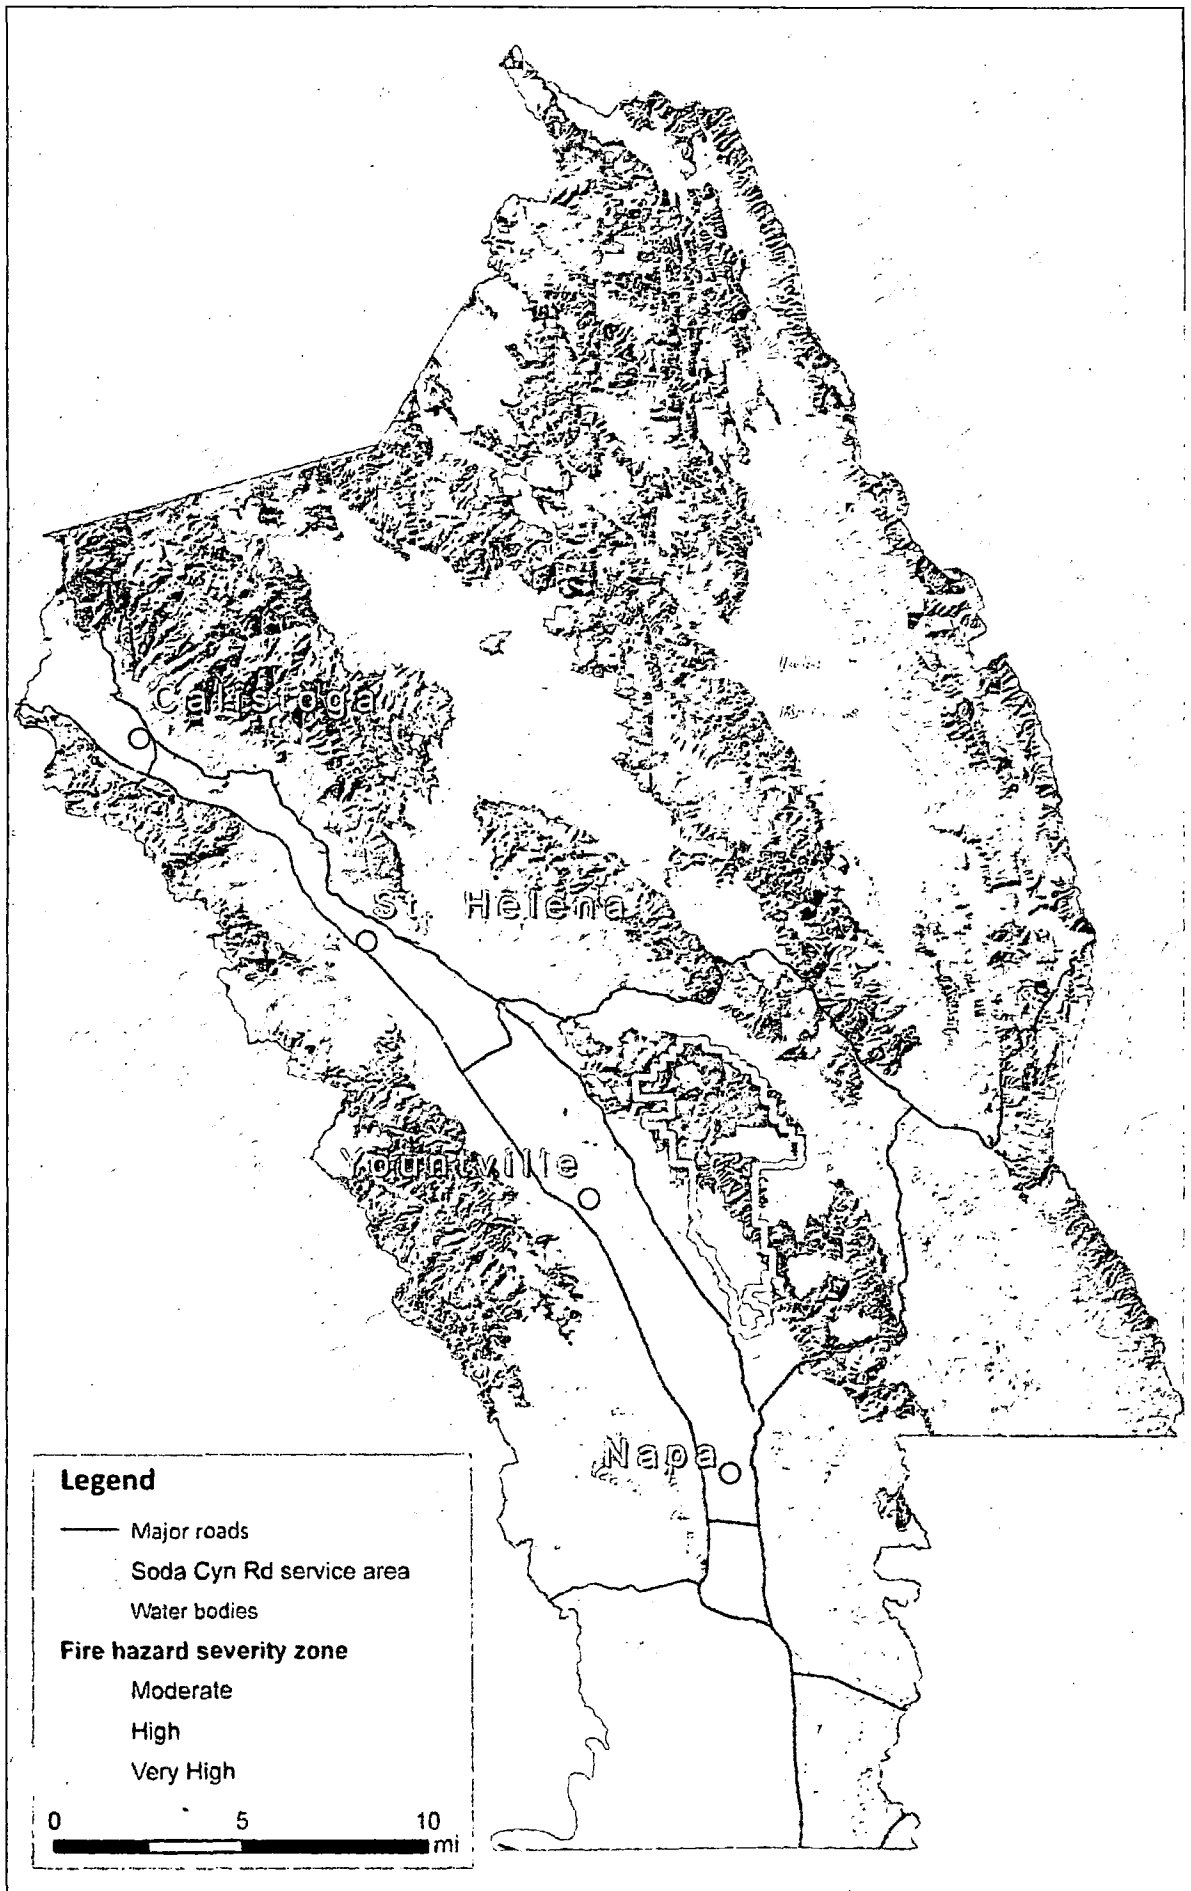 Calistoga
St. Helena
Yountville
Napa
Legend
Major roads
Soda Cyn Rd service area
Water bodies
Fire hazard severity zone
Moderate
High
Very High
0 5 10
mi